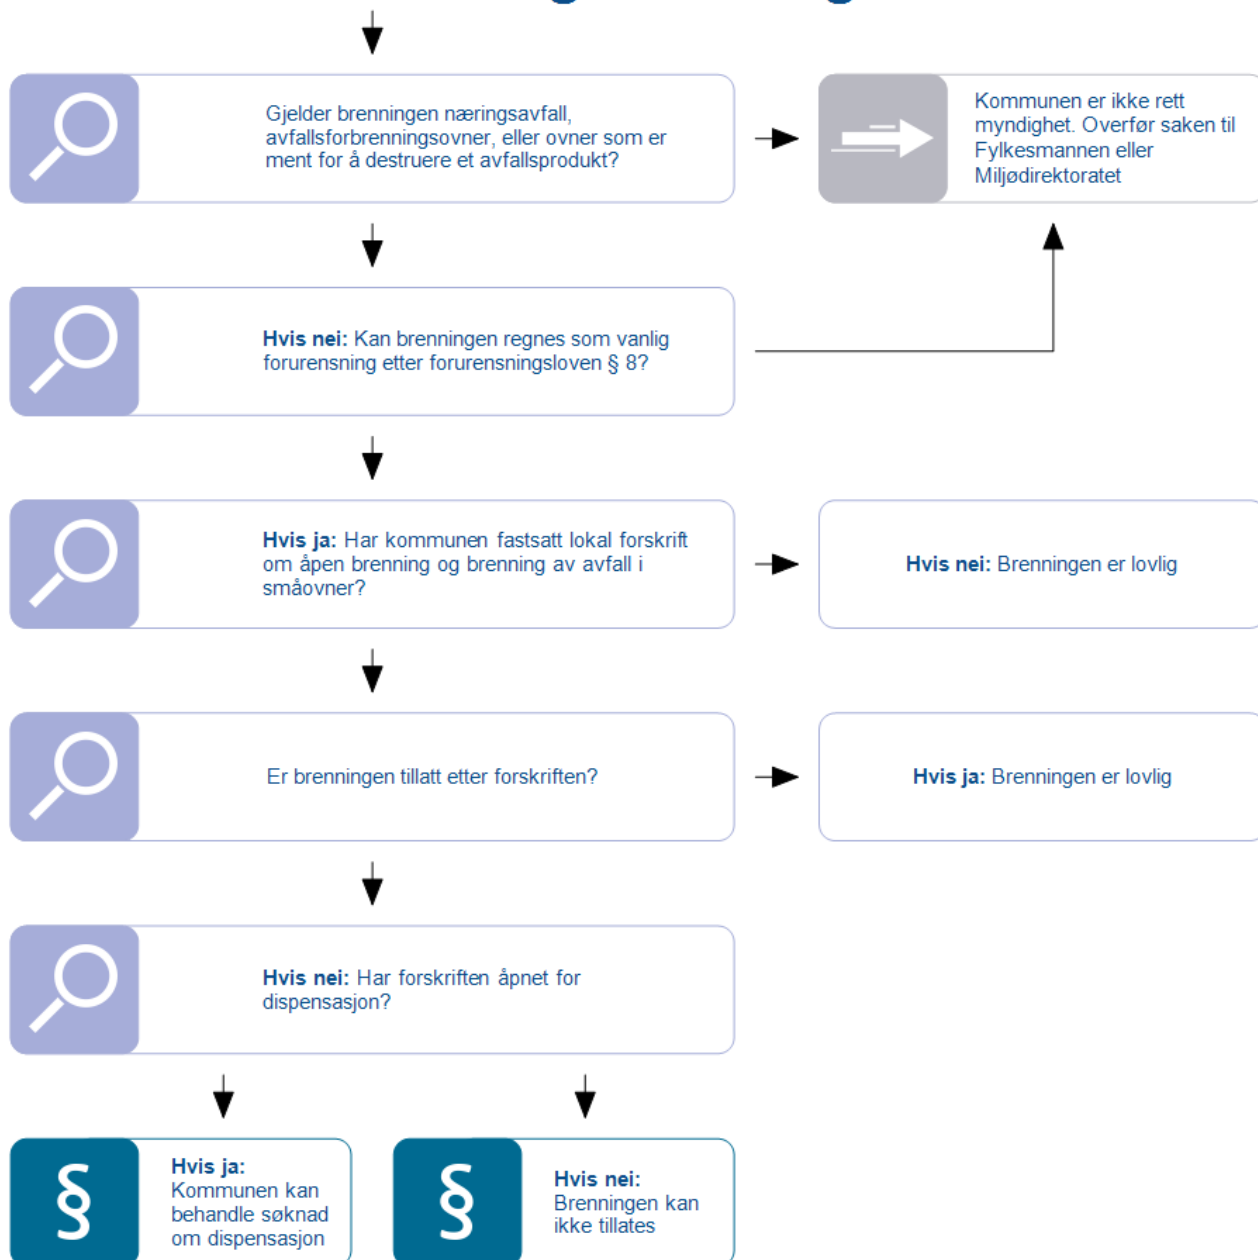 Gjelder brenningen næringsavfall,
avfallsforbrenningsovner, eller ovner som er
ment for å destruere et avfallsprodukt?
Kommunen er ikke rett
myndighet. Overfør saken til
Fylkesmannen eller
Miljødirektoratet
Hvis nei: Kan brenningen regnes som vanlig
forurensning etter forurensningsloven § 8?
Hvis ja: Har kommunen fastsatt lokal forskrift
om åpen brenning og brenning av avfall i
småovner?
Hvis nei: Brenningen er lovlig
Er brenningen tillatt etter forskriften?
Hvis ja: Brenningen er lovlig
Hvis nei: Har forskriften åpnet for
dispensasjon?
§
Hvis ja:
Kommunen kan
behandle søknad
om dispensasjon
§
Hvis nei:
Brenningen kan
ikke tillates